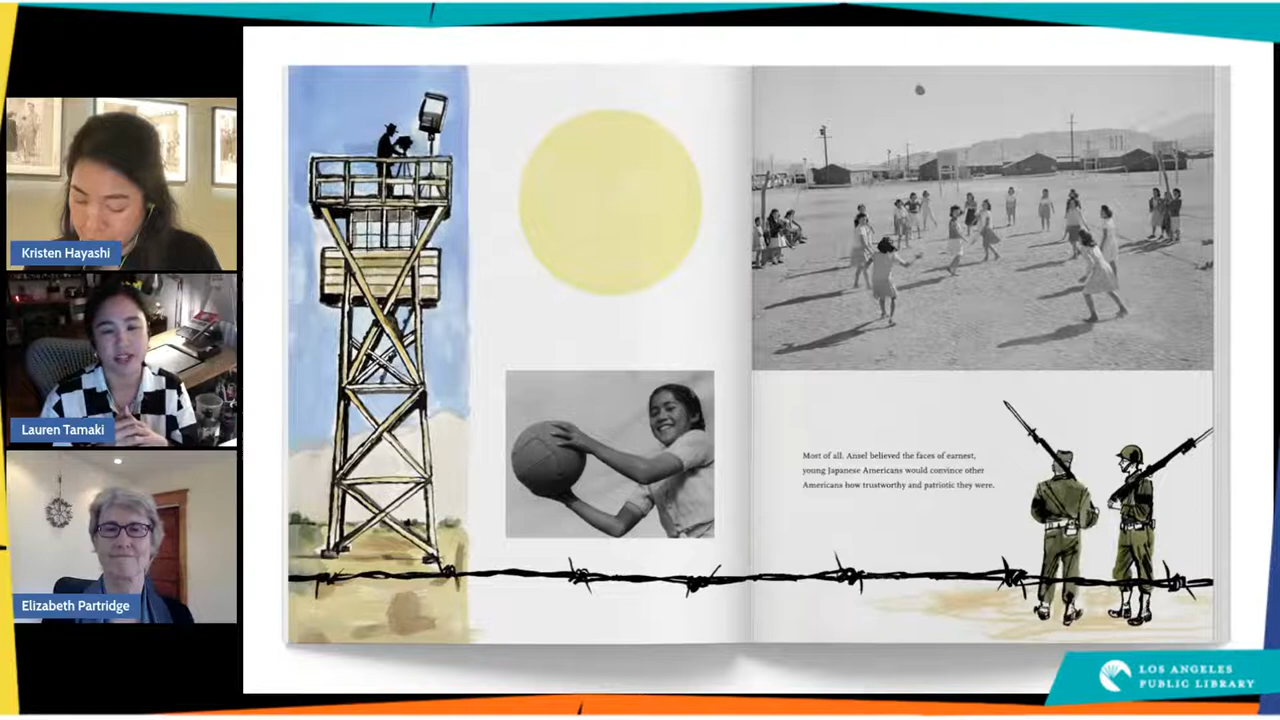 Kristen Hayashi
Lauren Tamaki
Elizabeth Partridge
Most of all. Ansel believed the faces of earnest,
young Japanese Americans would convince other
Americans how trustworthy and patriotic they were.
LOS ANGELES
PUBLIC LIBRARY